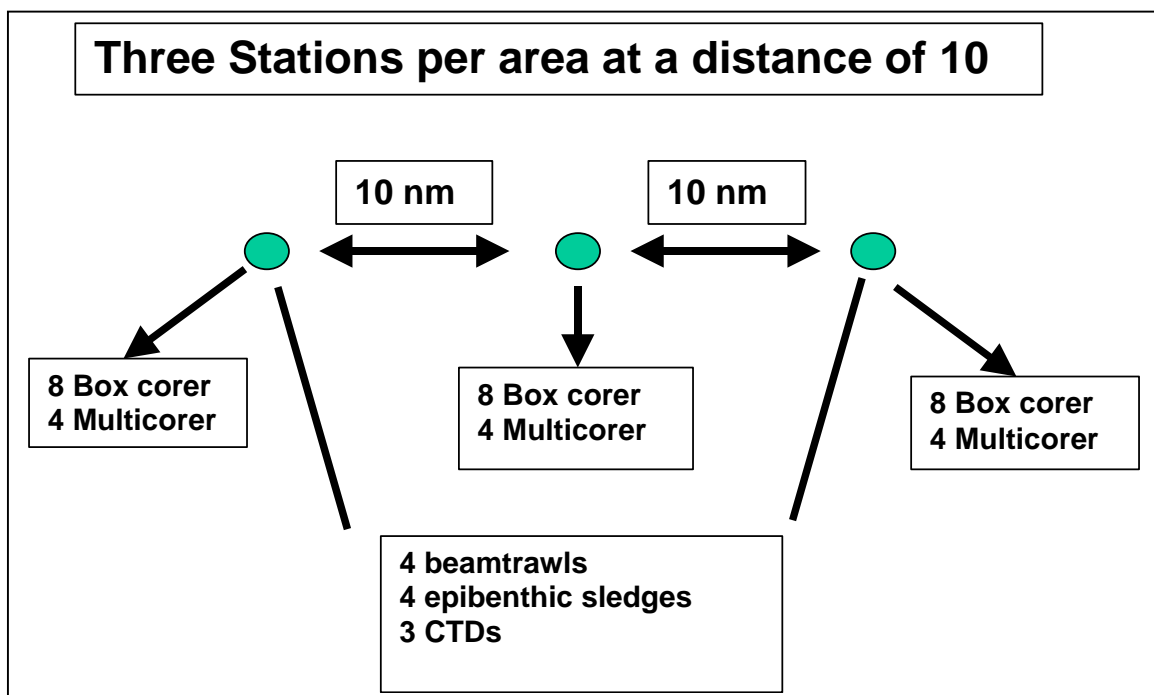 Three Stations per area at a distance of 10
10 nm
10 nm
8 Box corer
4 Multicorer
8 Box corer
4 Multicorer
8 Box corer
4 Multicorer
4 beamtrawls
4 epibenthic sledges
3 CTDs